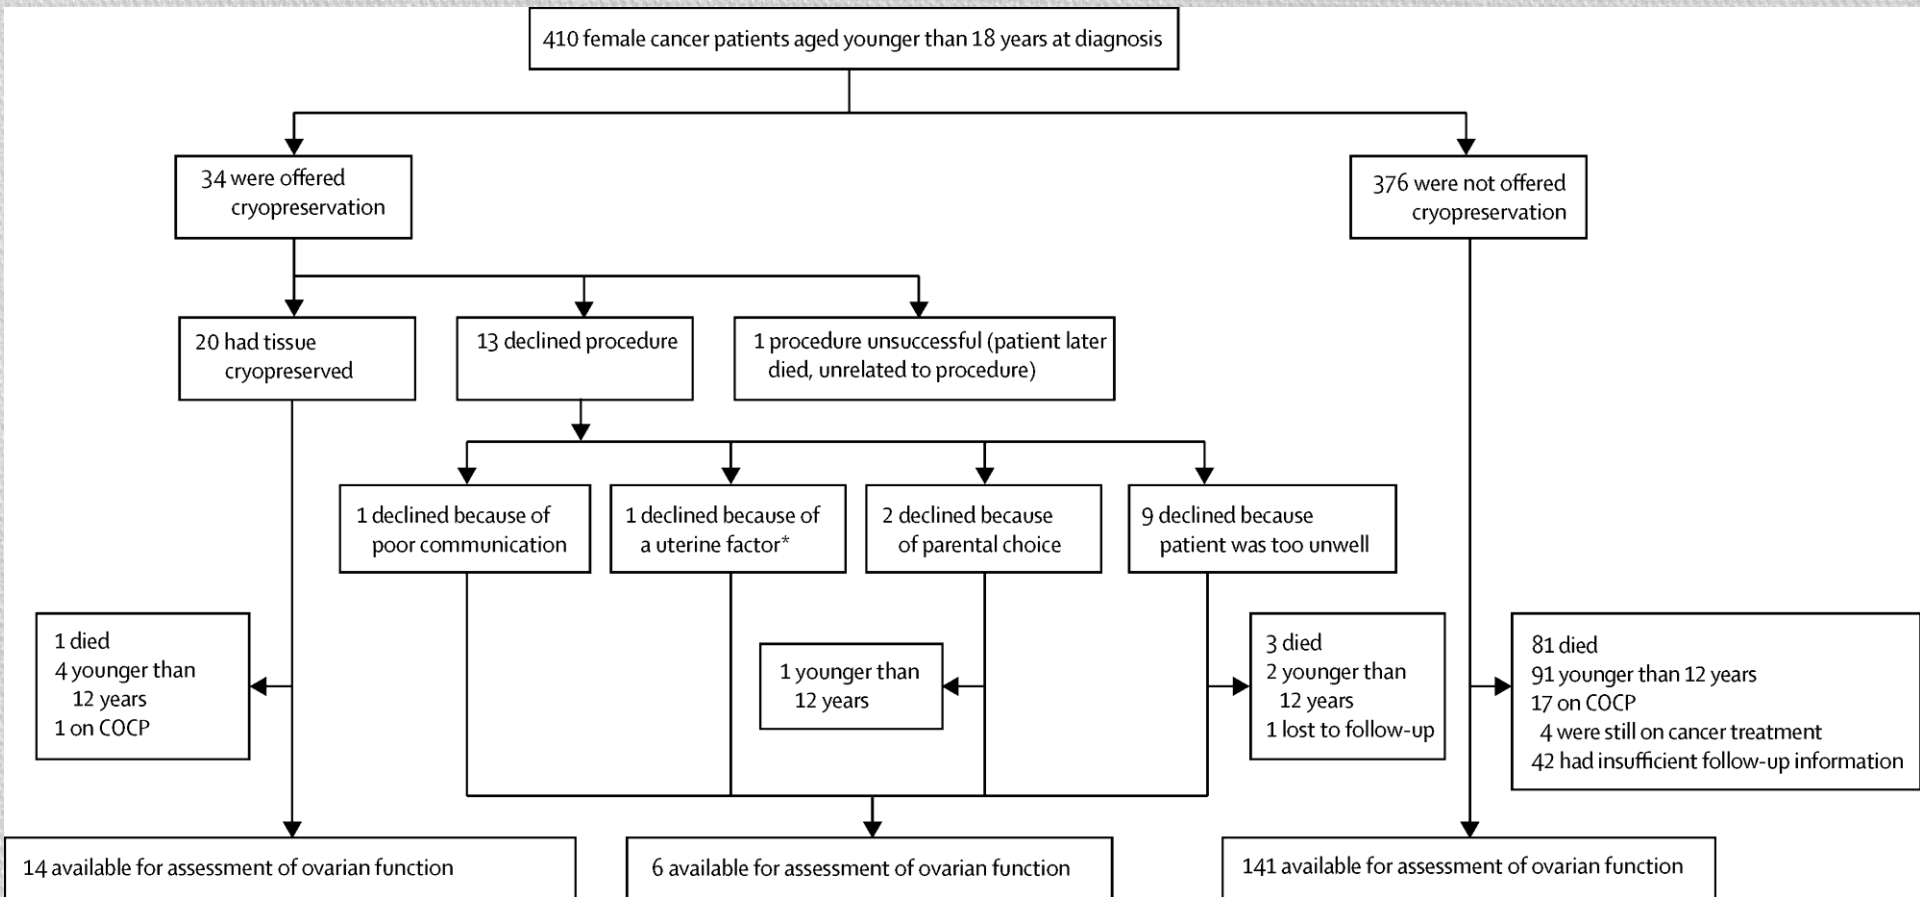 410 female cancer patients aged younger than 18 years at diagnosis
34 were offered
cryopreservation
376 were not offered
cryopreservation
20 had tissue
cryopreserved
13 declined procedure
1 procedure unsuccessful (patient later
died, unrelated to procedure)
1 declined because of
poor communication
1 declined because of
a uterine factor*
2 declined because
of parental choice
9 declined because
patient was too unwell
1 died
4 younger than
12 years
1 on COCP
1 younger than
12 years
3 died
2 younger than
12 years
1 lost to follow-up
81 died
91 younger than 12 years
17 on COCP
4 were still on cancer treatment
42 had insufficient follow-up information
14 available for assessment of ovarian function
6 available for assessment of ovarian function
141 available for assessment of ovarian function